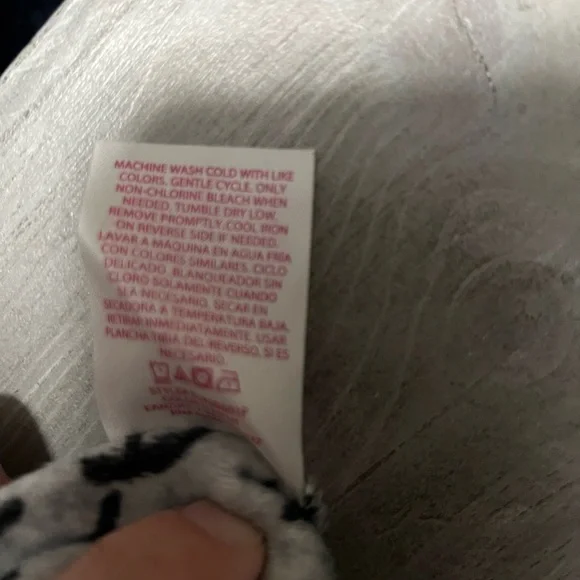 MACHINE WASH COLD WITH LIKE
COLORS. GENTLE CYCLE. ONLY
NON-CHLORINE BLEACH WHEN
NEEDED. TUMBLE DRY LOW.
REMOVE PROMPTLY. COOL IRON
ON REVERSE SIDE IF NEEDED.
LAVAR A MAQUINA EN AGUA FRIA
CON COLORES SIMILARES. CICLO
DELICADO. BLANQUEADOR SIN
CLORO SOLAMENTE CUANDO
SEA NECESARIO. SECAR EN
SECADORA A TEMPERATURA BAJA.
RETIRAR INMEDIATAMENTE. USAR
PLANCHA TIBIA DEL REVERSO, SI ES
NECESARIO.